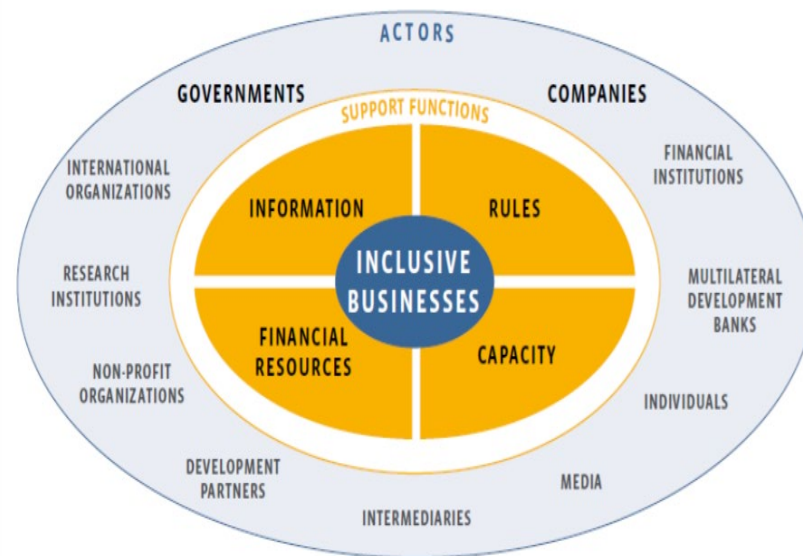 ACTORS
GOVERNMENTS
COMPANIES
SUPPORT FUNCTIONS
INTERNATIONAL
ORGANIZATIONS
FINANCIAL
INSTITUTIONS
INFORMATION
RULES
INCLUSIVE
BUSINESSES
RESEARCH
INSTITUTIONS
MULTILATERAL
DEVELOPMENT
BANKS
FINANCIAL
RESOURCES
CAPACITY
NON-PROFIT
ORGANIZATIONS
INDIVIDUALS
DEVELOPMENT
PARTNERS
MEDIA
INTERMEDIARIES